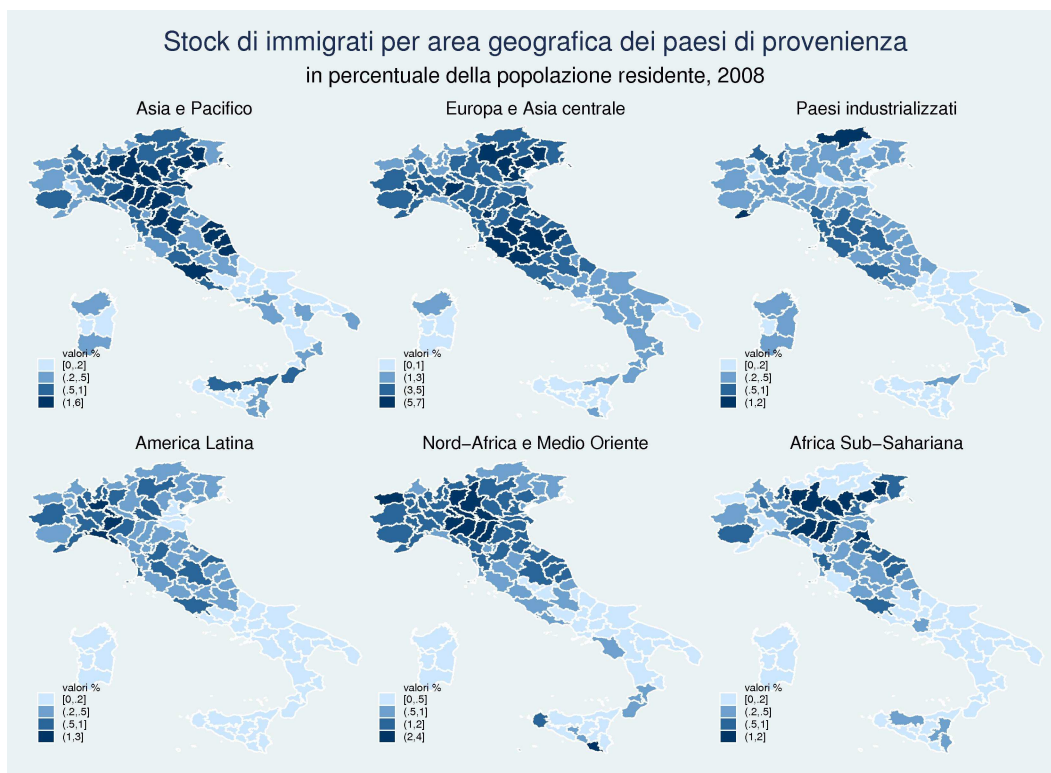 Stock di immigrati per area geografica dei paesi di provenienza
in percentuale della popolazione residente, 2008
Asia e Pacifico
valori %
[0,.2]
(.2,.5]
(.5,1]
(1,6]
Europa e Asia centrale
valori %
[0,1]
(1,3]
(3,5]
(5,7]
Paesi industrializzati
valori %
[0,.2]
(.2,.5]
(.5,1]
(1,2]
America Latina
valori %
[0,.2]
(.2,.5]
(.5,1]
(1,3]
Nord−Africa e Medio Oriente
valori %
[0,.5]
(.5,1]
(1,2]
(2,4]
Africa Sub−Sahariana
valori %
[0,.2]
(.2,.5]
(.5,1]
(1,2]